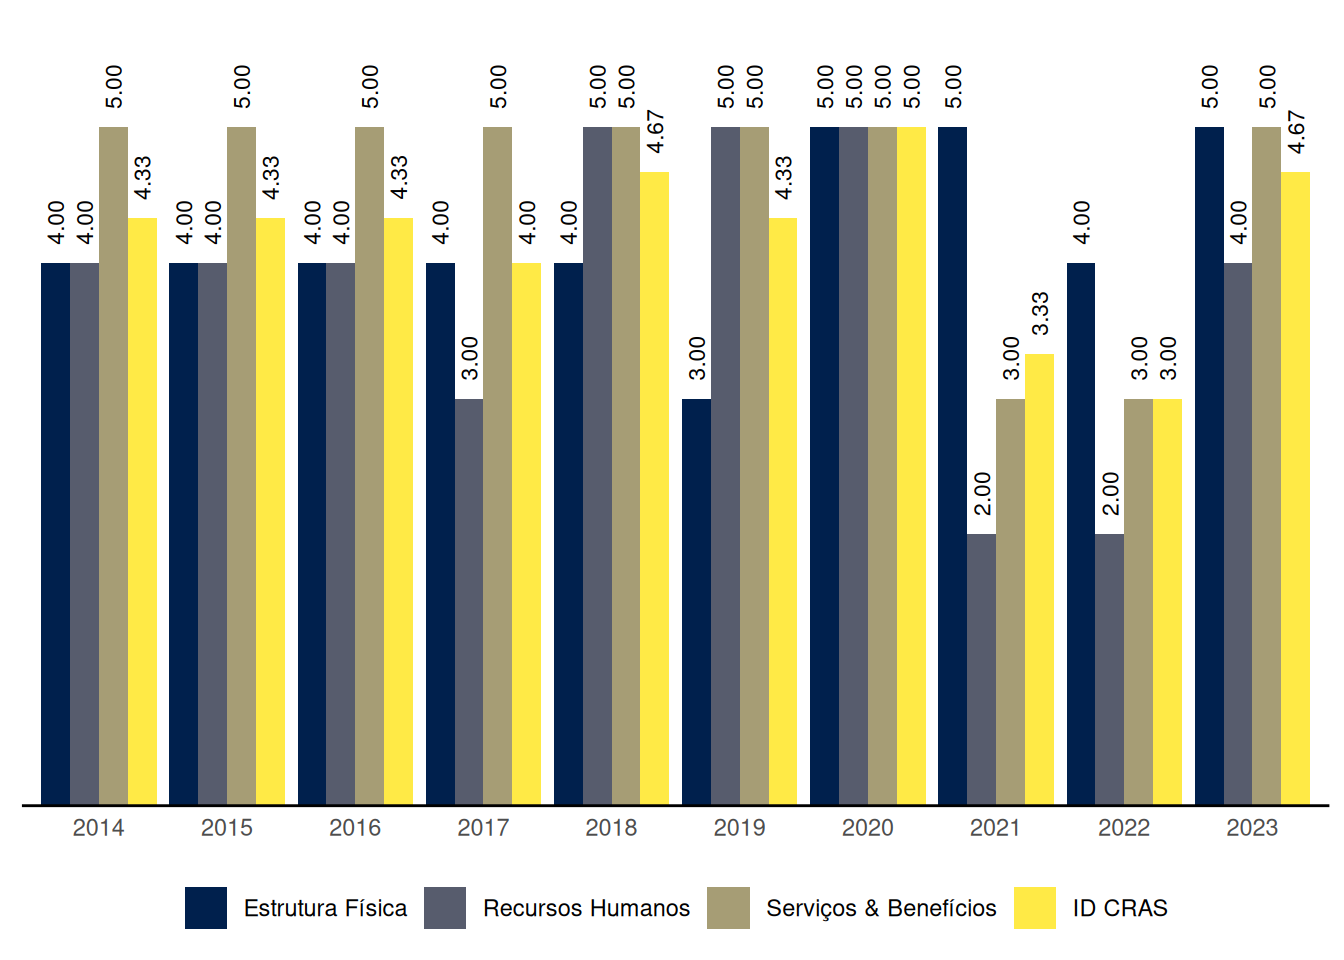 4.00 4.00 5.00 4.33 4.00 4.00 5.00 4.33 4.00 4.00 5.00 4.33 4.00 3.00 5.00 4.00 4.00 5.00 5.00 4.67 3.00 5.00 5.00 4.33 5.00 5.00 5.00 5.00 5.00 2.00 3.00 3.33 4.00 2.00 3.00 3.00 5.00 4.00 5.00 4.67
2014 2015 2016 2017 2018 2019 2020 2021 2022 2023
Estrutura Física Recursos Humanos Serviços & Benefícios ID CRAS